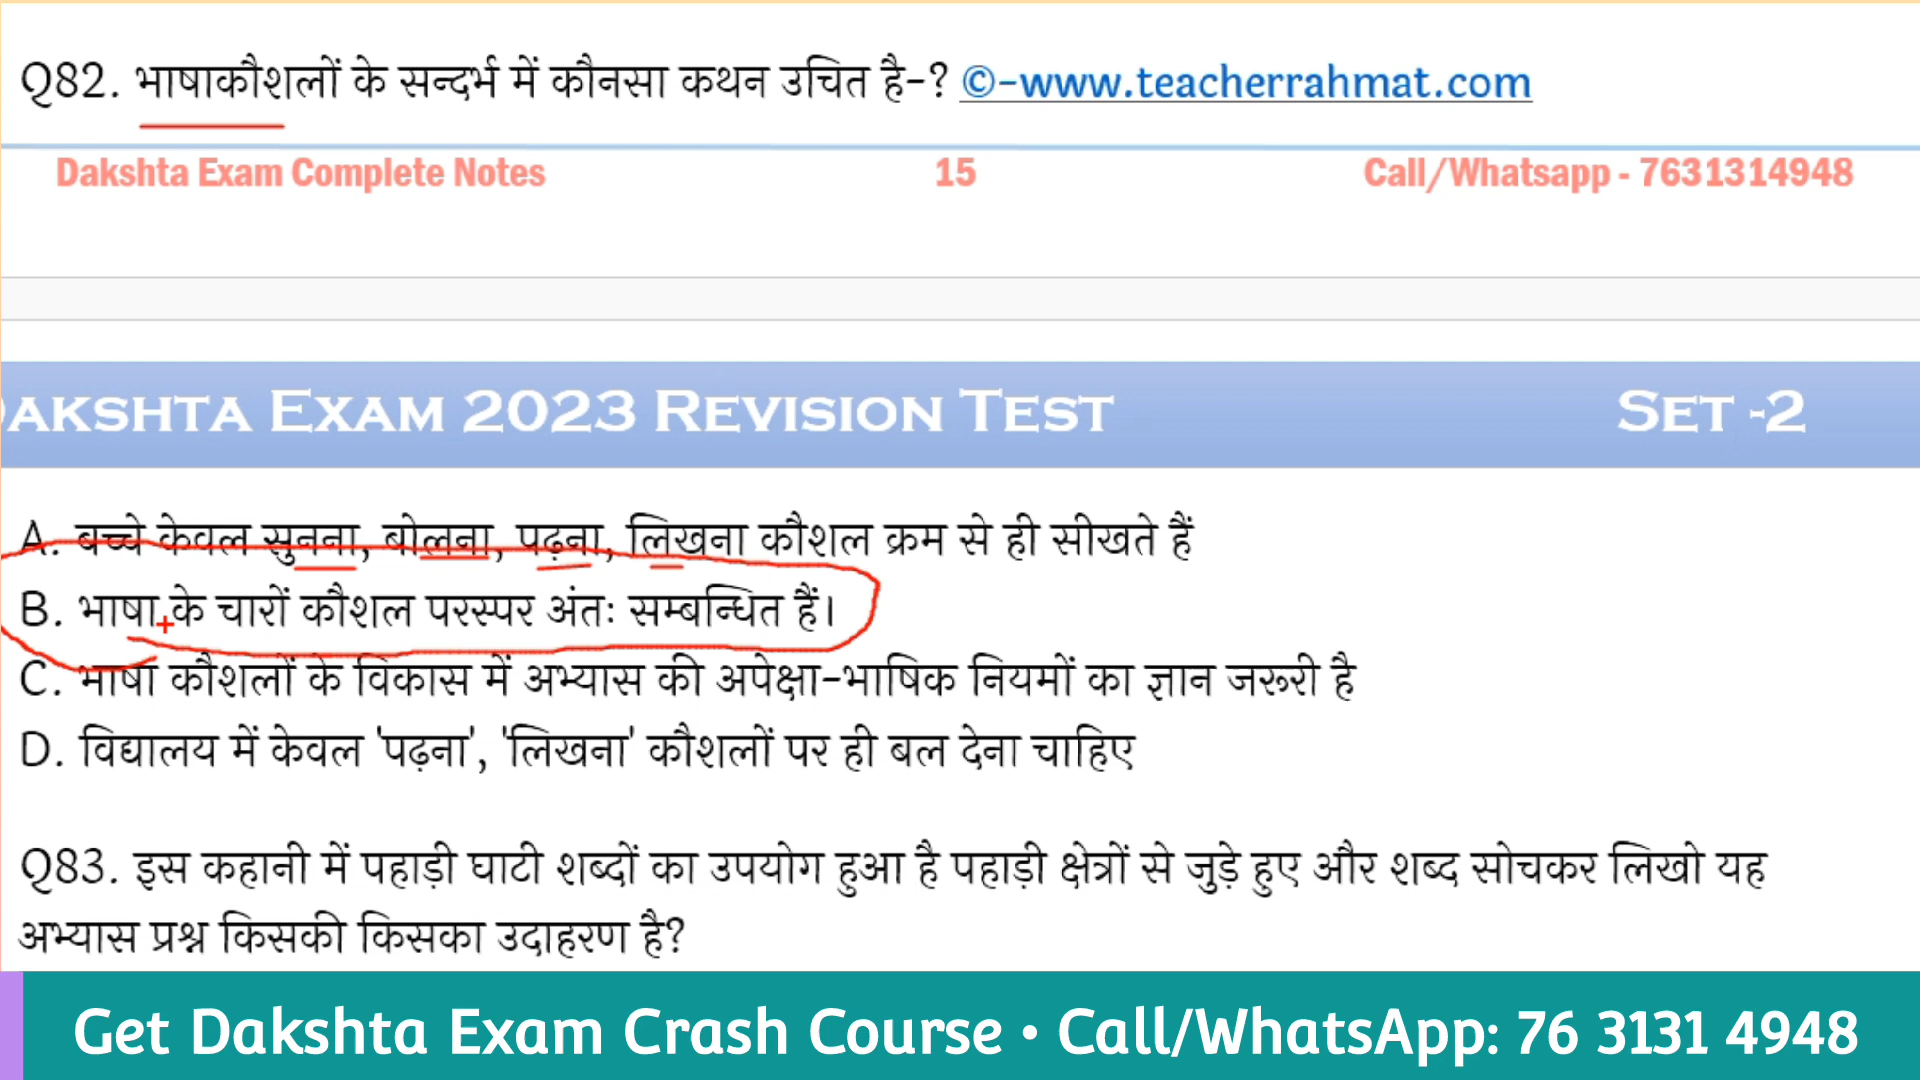 Q82. भाषाकौशलों के सन्दर्भ में कौनसा कथन उचित है-? ©-www.teacherrahmat.com
Dakshta Exam Complete Notes 15 Call/Whatsapp - 7631314948
DAKSHTA EXAM 2023 REVISION TEST SET -2
A. बच्चे केवल सुनना, बोलना, पढ़ना, लिखना कौशल क्रम से ही सीखते हैं
B. भाषा के चारों कौशल परस्पर अंतः सम्बन्धित हैं।
C. भाषा कौशलों के विकास में अभ्यास की अपेक्षा-भाषिक नियमों का ज्ञान जरूरी है
D. विद्यालय में केवल 'पढ़ना', 'लिखना' कौशलों पर ही बल देना चाहिए
Q83. इस कहानी में पहाड़ी घाटी शब्दों का उपयोग हुआ है पहाड़ी क्षेत्रों से जुड़े हुए और शब्द सोचकर लिखो यह
अभ्यास प्रश्न किसकी किसका उदाहरण है?
Get Dakshta Exam Crash Course • Call/WhatsApp: 76 3131 4948